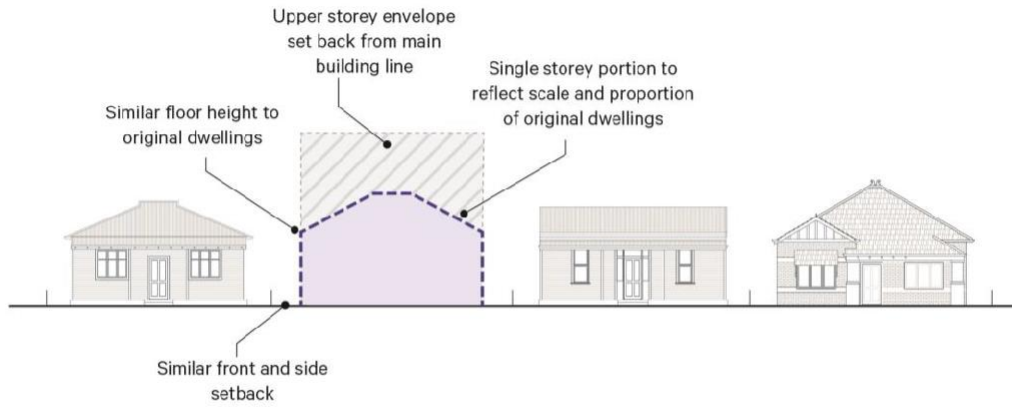 Upper storey envelope
set back from main
building line
Single storey portion to
reflect scale and proportion
of original dwellings
Similar floor height to
original dwellings
Similar front and side
setback